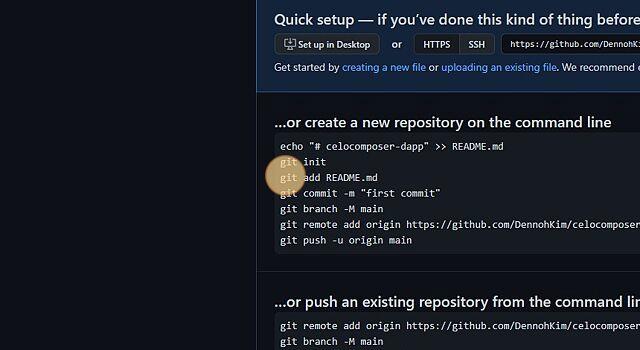 Quick setup — if you've done this kind of thing before
Set up in Desktop or HTTPS SSH https://github.com/DennohK
Get started by creating a new file or uploading an existing file. We recommend
…or create a new repository on the command line
echo "# celocomposer-dapp" >> README.md
git init
git add README.md
git commit -m "first commit"
git branch -M main
git remote add origin https://github.com/DennohKim/celocomposer
git push -u origin main
…or push an existing repository from the command
git remote add origin https://github.com/DennohKim/celocomposer
git branch -M main